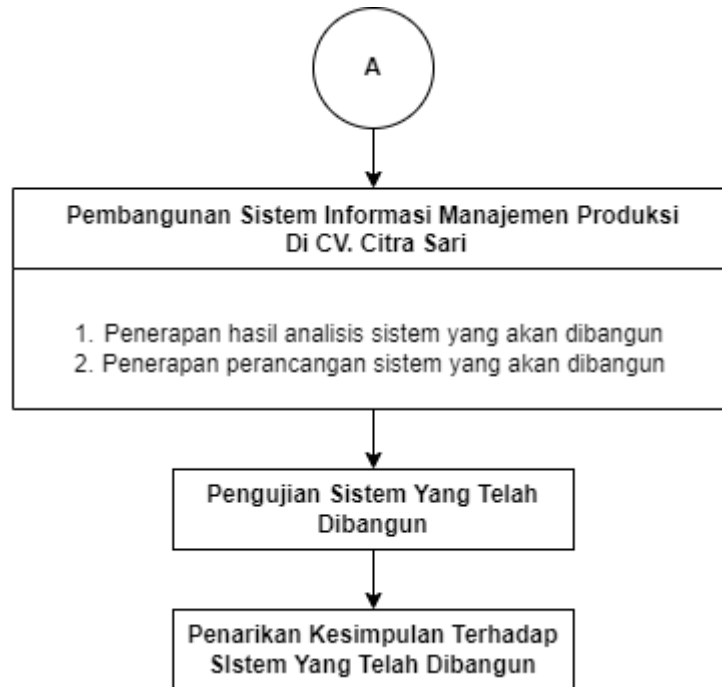 A
Pembangunan Sistem Informasi Manajemen Produksi
Di CV. Citra Sari
1. Penerapan hasil analisis sistem yang akan dibangun
2. Penerapan perancangan sistem yang akan dibangun
Pengujian Sistem Yang Telah
Dibangun
Penarikan Kesimpulan Terhadap
SIstem Yang Telah Dibangun